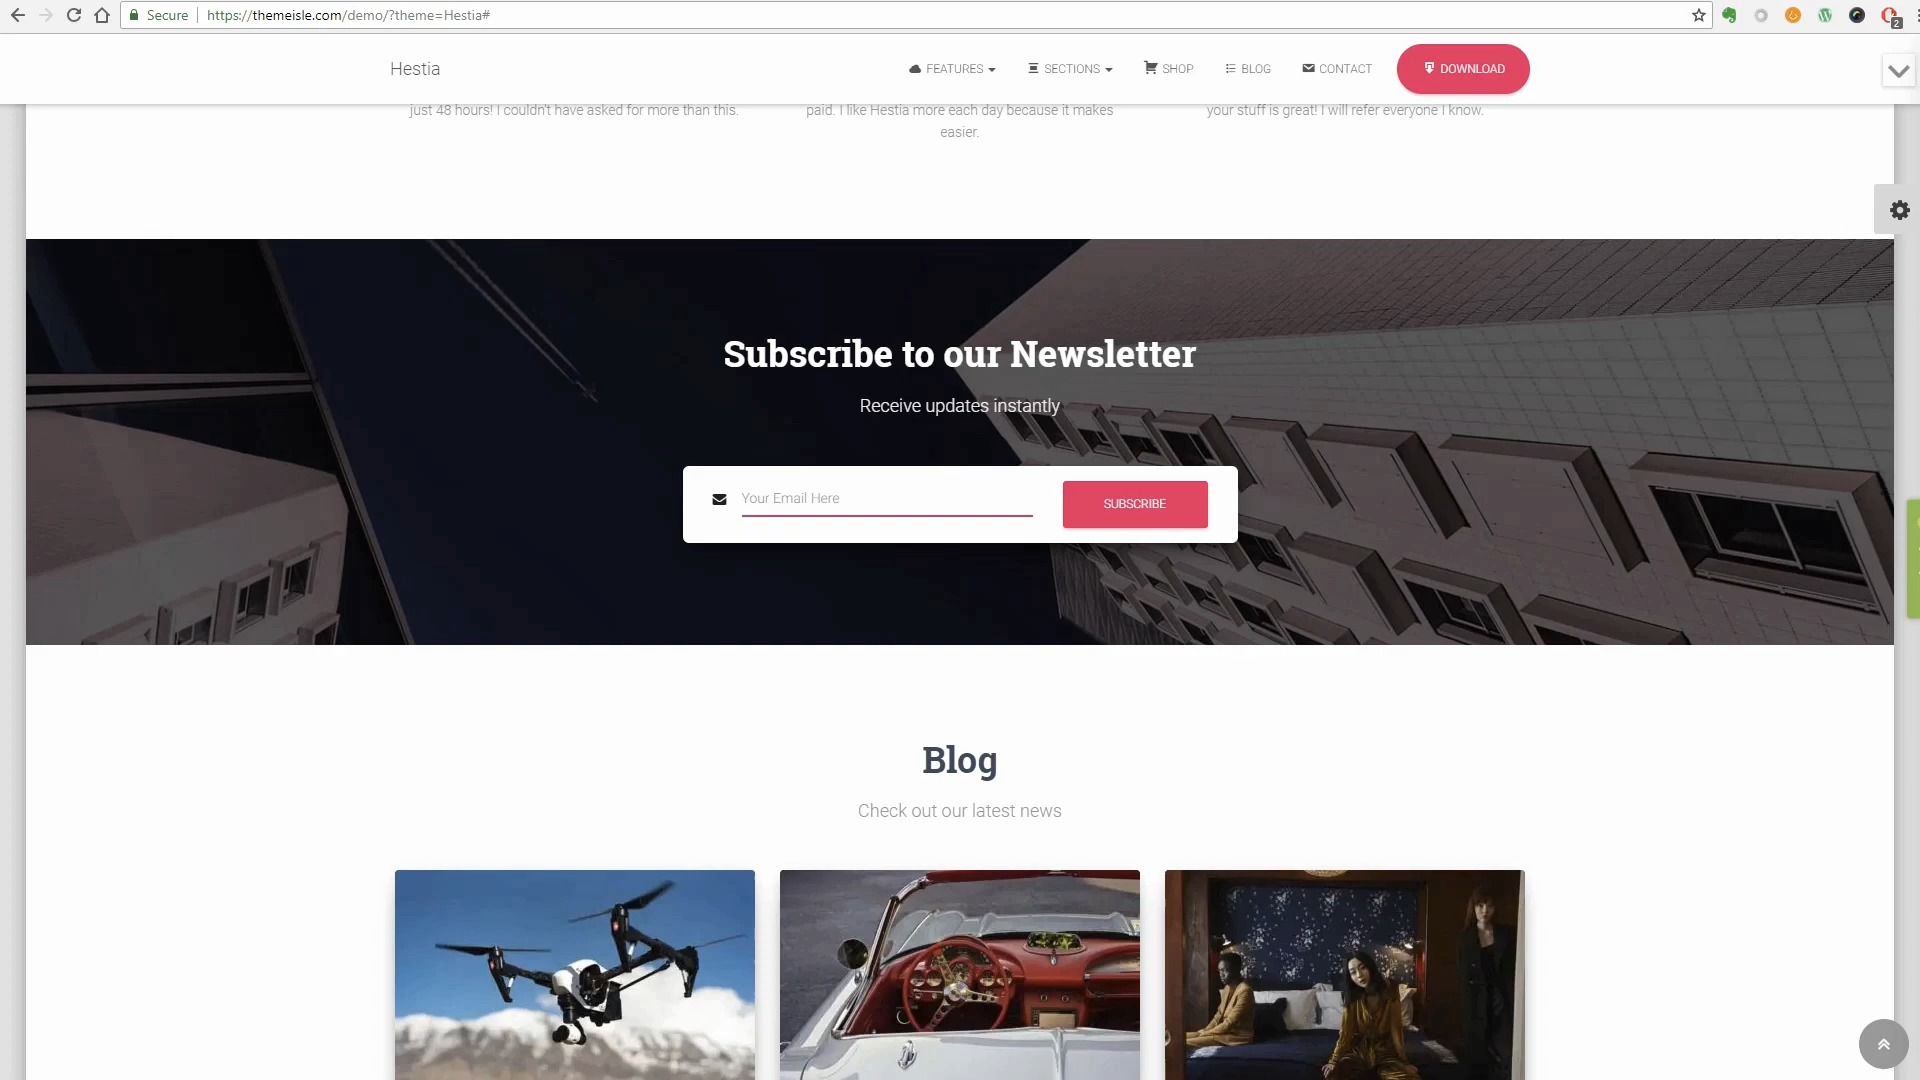 Secure https://themeisle.com/demo/?theme=Hestia#
2
Hestia FEATURES SECTIONS SHOP BLOG CONTACT DOWNLOAD
just 48 hours! I couldn't have asked for more than this. paid. I like Hestia more each day because it makes your stuff is great! I will refer everyone I know.
easier.
Subscribe to our Newsletter
Receive updates instantly
Your Email Here SUBSCRIBE
Blog
Check out our latest news